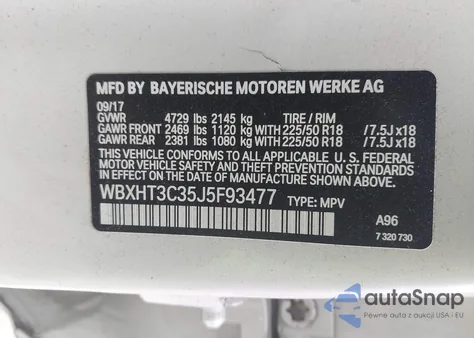 MFD BY BAYERISCHE MOTOREN WERKE AG
09/17
GVWR 4729 lbs 2145 kg TIRE / RIM
GAWR FRONT 2469 lbs 1120 kg WITH 225/50 R18 /7.5J x18
GAWR REAR 2381 lbs 1080 kg WITH 225/50 R18 /7.5J x18
THIS VEHICLE CONFORMS TO ALL APPLICABLE U.S. FEDERAL
MOTOR VEHICLE SAFETY, BUMPER, AND THEFT PREVENTION
STANDARDS IN EFFECT ON THE DATE OF MANUFACTURE SHOWN ABOVE.
WBXHT3C35J5F93477 TYPE: MPV
A96
7 320 730
autoSnap
Pewne auta z aukcji USA i EU